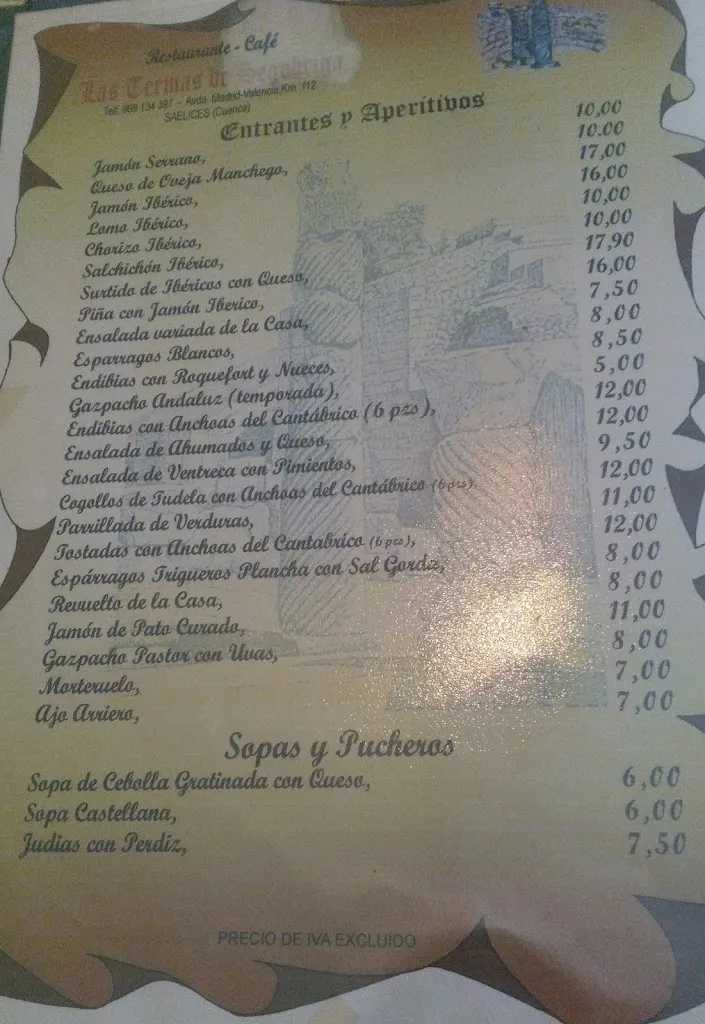 Restaurante - Café
Las Termas de Segobriga
Telf. 969 134 397 - Avda. Madrid-Valencia Km. 112
SAELICES (Cuenca)
Entrantes y Aperitivos
Jamón Serrano, 10,00
Queso de Oveja Manchego, 10.00
Jamón Ibérico, 17,00
Lomo Ibérico, 16,00
Chorizo Ibérico, 10,00
Salchichón Ibérico, 10,00
Surtido de Ibéricos con Queso, 17,90
Piña con Jamón Iberico, 16,00
Ensalada variada de la Casa, 7,50
Esparragos Blancos, 8,00
Endibias con Roquefort y Nueces, 8,50
Gazpacho Andaluz (temporada), 5,00
Endibias con Anchoas del Cantábrico (6 pzs), 12,00
Ensalada de Ahumados y Queso, 12,00
Ensalada de Ventreca con Pimientos, 9,50
Cogollos de Tudela con Anchoas del Cantábrico (6 pzs), 12,00
Parrillada de Verduras, 11,00
Tostadas con Anchoas del Cantabrico (6 pzs), 12,00
Espárragos Trigueros Plancha con Sal Gorda, 8,00
Revuelto de la Casa, 8,00
Jamón de Pato Curado, 11,00
Gazpacho Pastor con Uvas, 8,00
Morteruelo, 7,00
Ajo Arriero, 7,00
Sopas y Pucheros
Sopa de Cebolla Gratinada con Queso, 6,00
Sopa Castellana, 6,00
Judias con Perdiz, 7,50
PRECIO DE IVA EXCLUIDO